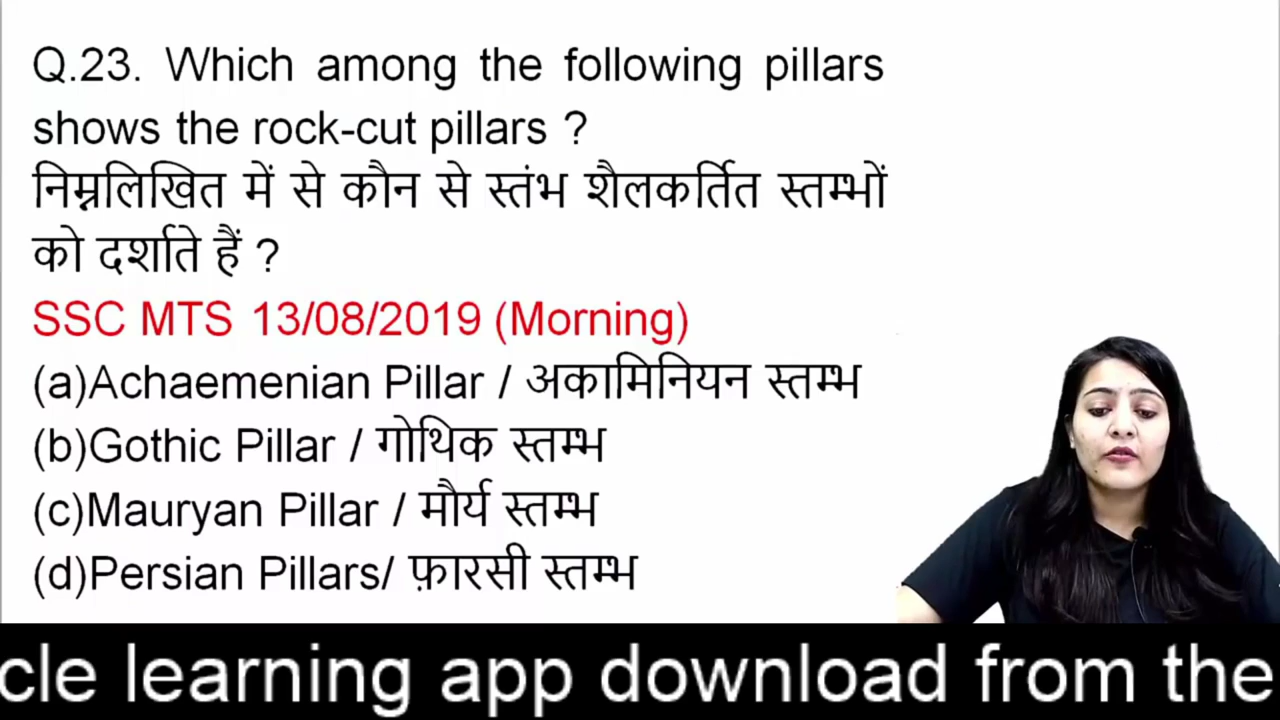 Q.23. Which among the following pillars
shows the rock-cut pillars ?
निम्नलिखित में से कौन से स्तंभ शैलकर्तित स्तम्भों
को दर्शाते हैं ?
SSC MTS 13/08/2019 (Morning)
(a)Achaemenian Pillar / अकामिनियन स्तम्भ
(b)Gothic Pillar / गोथिक स्तम्भ
(c)Mauryan Pillar / मौर्य स्तम्भ
(d)Persian Pillars/ फ़ारसी स्तम्भ
cle learning app download from the